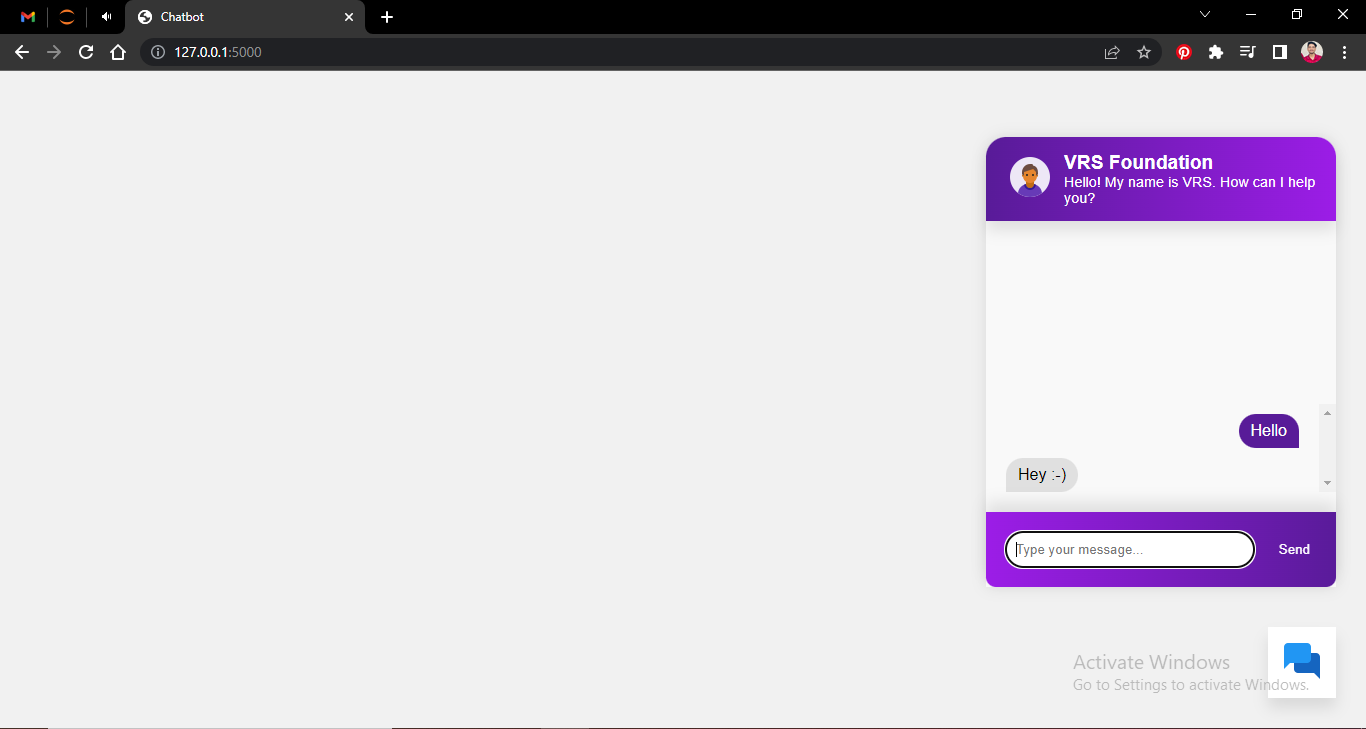 Chatbot
127.0.0.1:5000
VRS Foundation
Hello! My name is VRS. How can I help
you?
Hello
Hey :-)
Type your message...
Send
Activate Windows
Go to Settings to activate Windows.